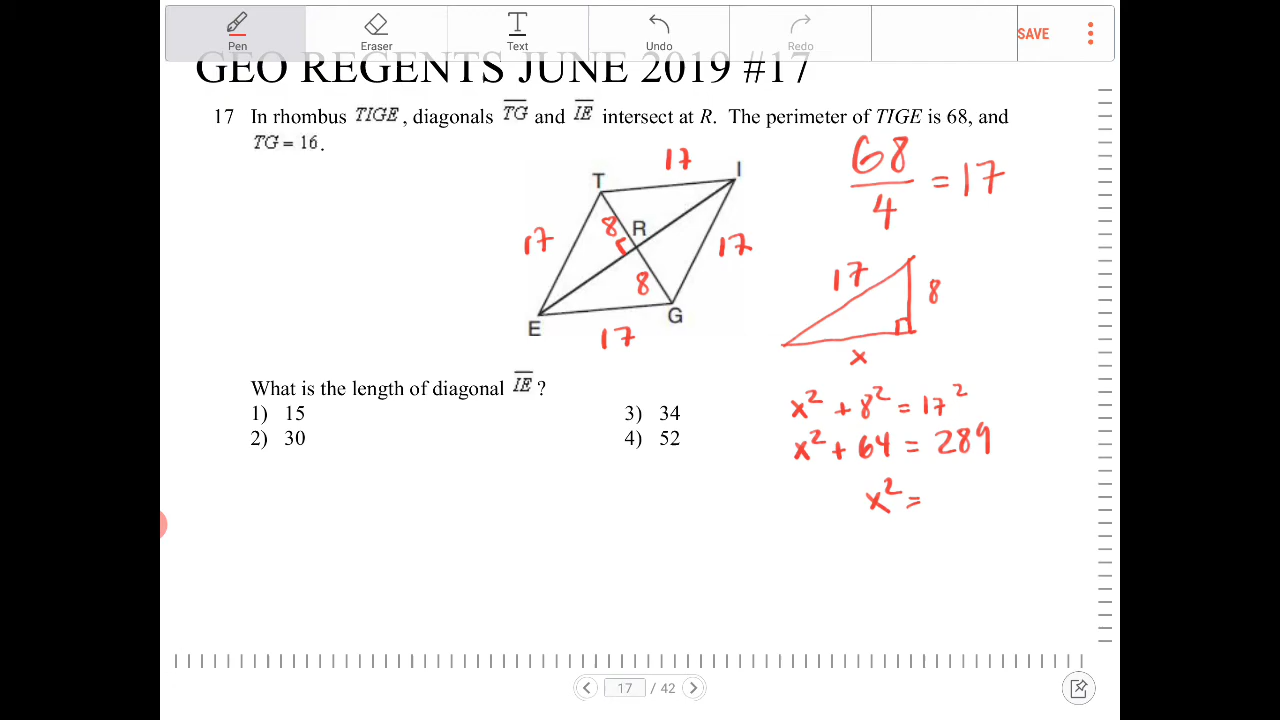 Pen
Eraser
Text
Undo
Redo
SAVE
GEO REGENTS JUNE 2019 #17
17 In rhombus TIGE, diagonals TG and IE intersect at R. The perimeter of TIGE is 68, and
TG = 16.
T
I
R
E
G
17
17
17
17
8
8
68/4 = 17
17
8
x
What is the length of diagonal IE ?
1) 15
2) 30
3) 34
4) 52
x² + 8² = 17²
x² + 64 = 289
x² =
17 / 42